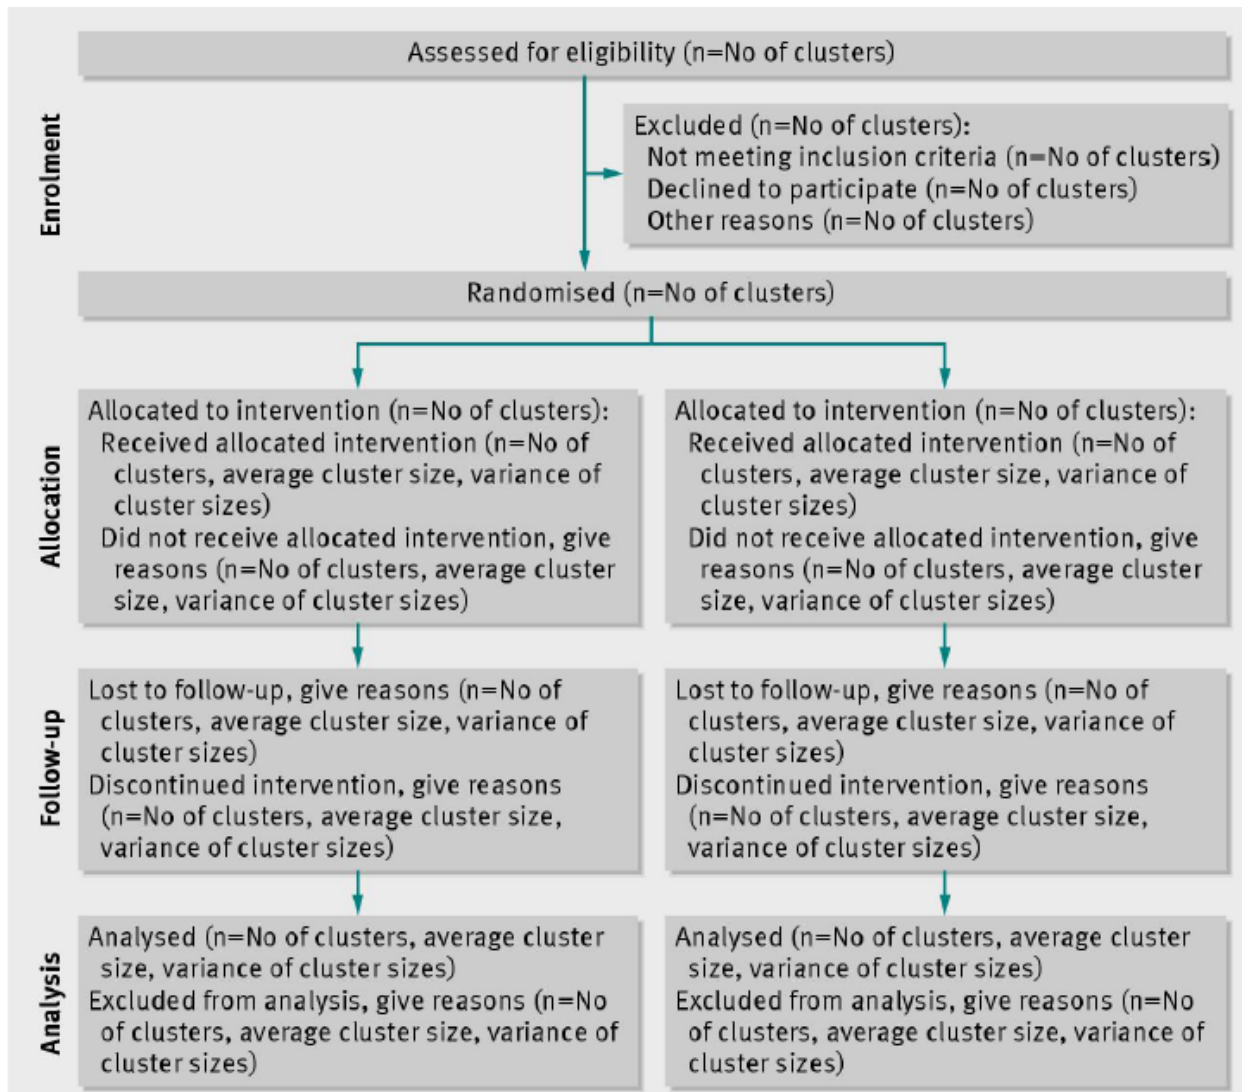 Assessed for eligibility (n=No of clusters)
Enrolment
Excluded (n=No of clusters):
Not meeting inclusion criteria (n=No of clusters)
Declined to participate (n=No of clusters)
Other reasons (n=No of clusters)
Randomised (n=No of clusters)
Allocation
Allocated to intervention (n=No of clusters):
Received allocated intervention (n=No of
clusters, average cluster size, variance of
cluster sizes)
Did not receive allocated intervention, give
reasons (n=No of clusters, average cluster
size, variance of cluster sizes)
Allocated to intervention (n=No of clusters):
Received allocated intervention (n=No of
clusters, average cluster size, variance of
cluster sizes)
Did not receive allocated intervention, give
reasons (n=No of clusters, average cluster
size, variance of cluster sizes)
Follow-up
Lost to follow-up, give reasons (n=No of
clusters, average cluster size, variance of
cluster sizes)
Discontinued intervention, give reasons
(n=No of clusters, average cluster size,
variance of cluster sizes)
Lost to follow-up, give reasons (n=No of
clusters, average cluster size, variance of
cluster sizes)
Discontinued intervention, give reasons
(n=No of clusters, average cluster size,
variance of cluster sizes)
Analysis
Analysed (n=No of clusters, average cluster
size, variance of cluster sizes)
Excluded from analysis, give reasons (n=No
of clusters, average cluster size, variance of
cluster sizes)
Analysed (n=No of clusters, average cluster
size, variance of cluster sizes)
Excluded from analysis, give reasons (n=No
of clusters, average cluster size, variance of
cluster sizes)